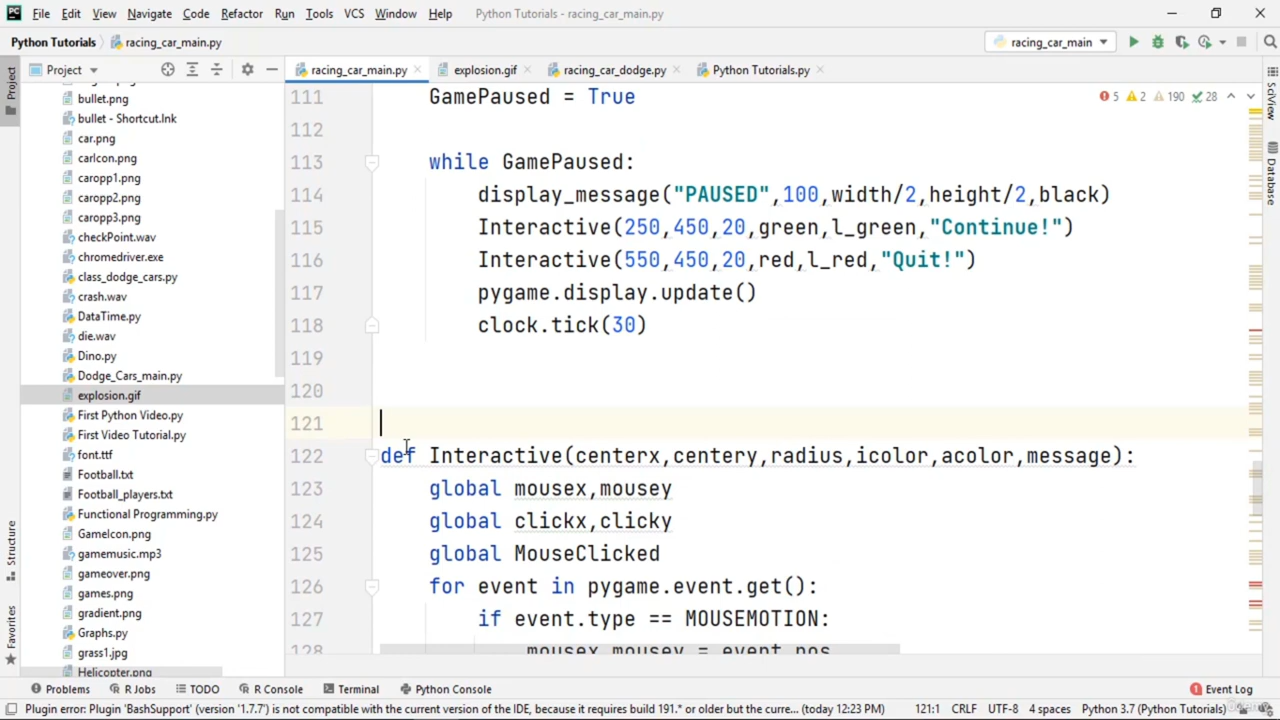 PC File Edit View Navigate Code Refactor Run Tools VCS Window Help Python Tutorials - racing_car_main.py
Python Tutorials racing_car_main.py racing_car_main
Project racing_car_main.py explosion.gif racing_car_dodge.py Python Tutorials.py
Project
SciView
Database
Structure
Favorites
bullet.png
bullet - Shortcut.lnk
car.png
carIcon.png
caropp1.png
caropp2.png
caropp3.png
checkPoint.wav
chromedriver.exe
class_dodge_cars.py
crash.wav
DataTime.py
die.wav
Dino.py
Dodge_Cars_main.py
explosion.gif
First Python Video.py
First Video Tutorial.py
font.ttf
Football.txt
Football_players.txt
Functional Programming.py
GameIcon.png
gamemusic.mp3
gameover.png
games.png
gradient.png
Graphs.py
grass1.jpg
Helicopter.png
5 2 190 28
111 GamePaused = True
112
113 while GamePaused:
114 display_message("PAUSED",100,width/2,height/2,black)
115 Interactive(250,450,20,green,l_green,"Continue!")
116 Interactive(550,450,20,red,l_red,"Quit!")
117 pygame.display.update()
118 clock.tick(30)
119
120
121
122 def Interactive(centerx,centery,radius,icolor,acolor,message):
123 global mousex,mousey
124 global clickx,clicky
125 global MouseClicked
126 for event in pygame.event.get():
127 if event.type == MOUSEMOTION:
128 mousex,mousey = event.pos
Problems R Jobs TODO R Console Terminal Python Console Event Log
Plugin error: Plugin 'BashSupport' (version '1.7.7') is not compatible with the current version of the IDE, because it requires build 191.* or older but the curre... (today 12:23 PM) 121:1 CRLF UTF-8 4 spaces Python 3.7 (Python Tutorials)